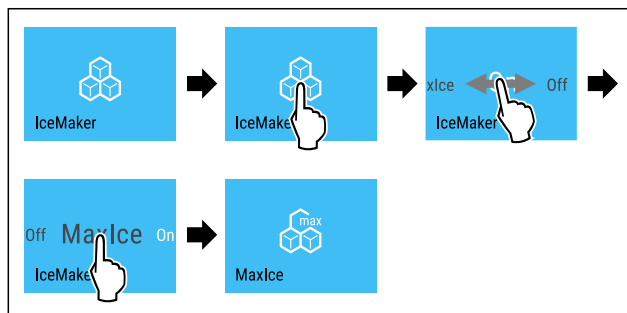 IceMaker
IceMake
xIce Off
IceMaker
Off MaxIce On
IceMake
max
MaxIce